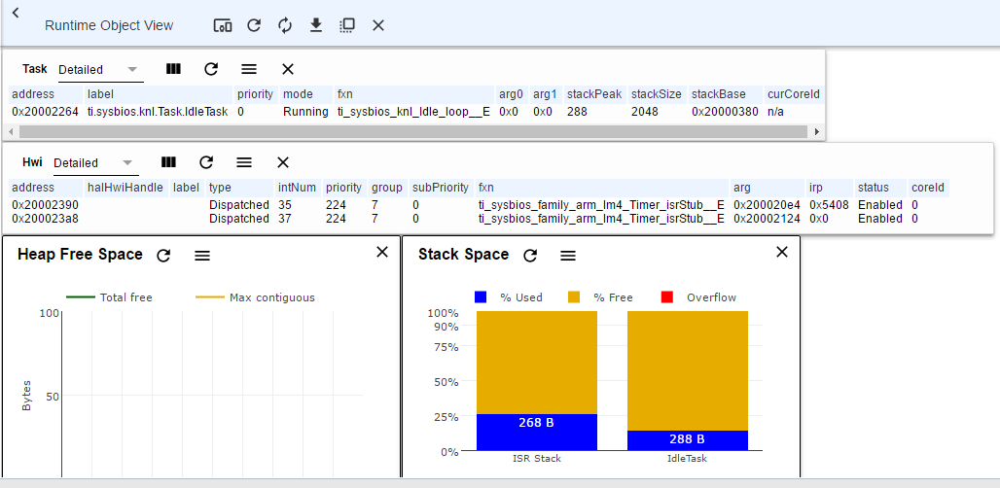 Runtime Object View
Task Detailed
address label priority mode fxn arg0 arg1 stackPeak stackSize stackBase curCoreId
0x20002264 ti.sysbios.knl.Task.IdleTask 0 Running ti_sysbios_knl_Idle_loop__E 0x0 0x0 288 2048 0x20000380 n/a
Hwi Detailed
address halHwiHandle label type intNum priority group subPriority fxn arg irp status coreId
0x20002390 Dispatched 35 224 7 0 ti_sysbios_family_arm_lm4_Timer_isrStub__E 0x200020e4 0x5408 Enabled 0
0x200023a8 Dispatched 37 224 7 0 ti_sysbios_family_arm_lm4_Timer_isrStub__E 0x20002124 0x0 Enabled 0
Heap Free Space
Total free Max contiguous
100
50
Bytes
Stack Space
% Used % Free Overflow
100%
90%
75%
50%
25%
0%
268 B
288 B
ISR Stack IdleTask